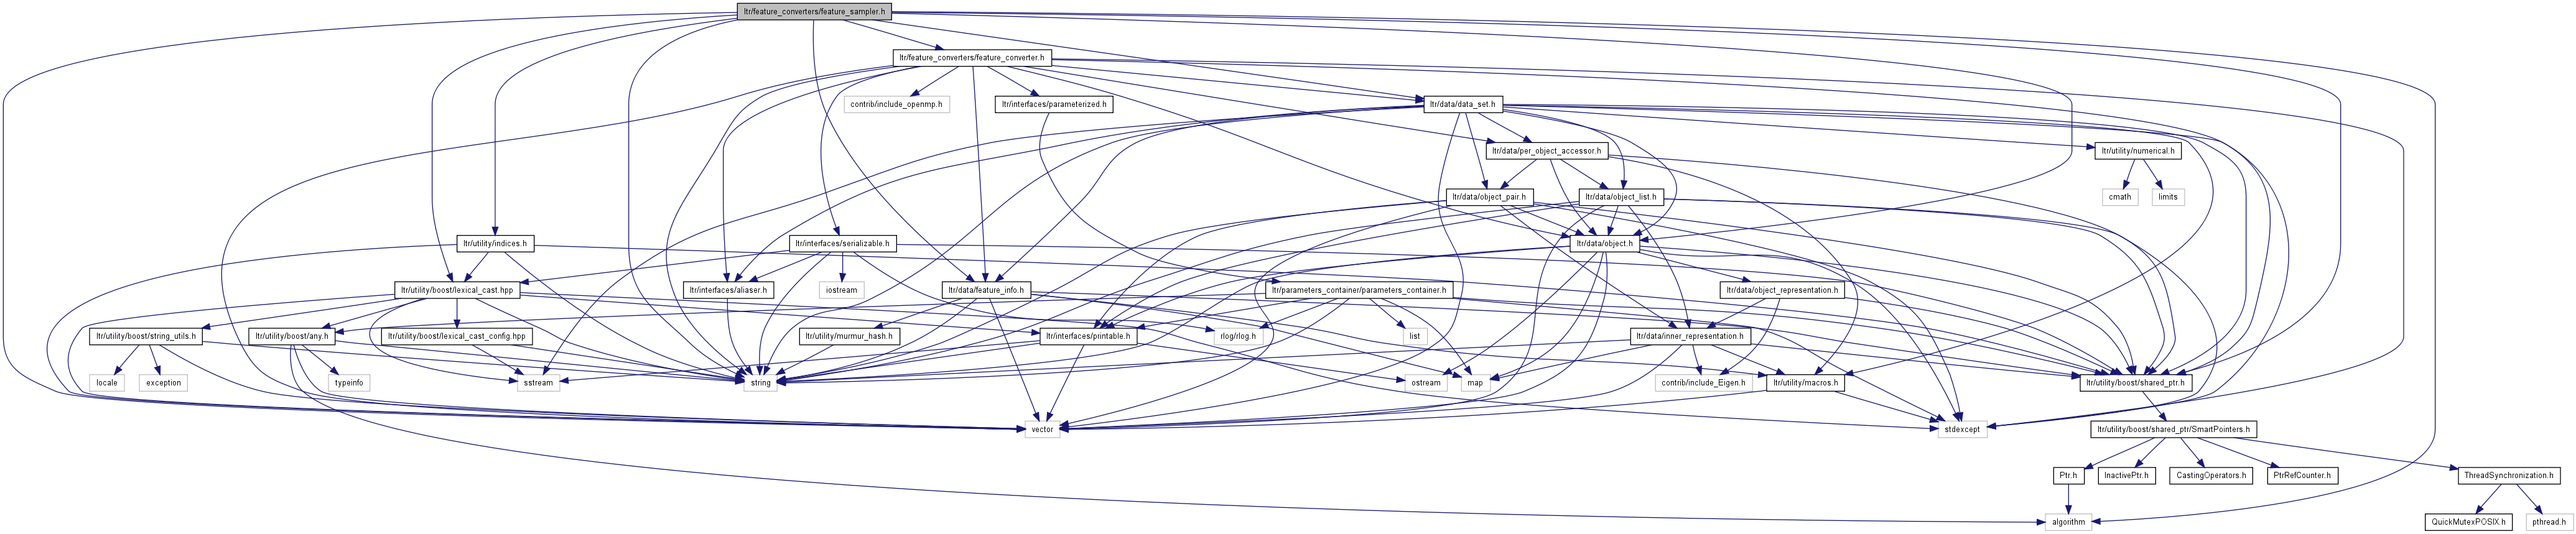 ltr/feature_converters/feature_sampler.h
ltr/feature_converters/feature_converter.h
contrib/include_openmp.h
ltr/interfaces/parameterized.h
ltr/data/data_set.h
ltr/data/per_object_accessor.h
ltr/utility/numerical.h
ltr/data/object_pair.h
ltr/data/object_list.h
cmath
limits
ltr/utility/indices.h
ltr/interfaces/serializable.h
ltr/data/object.h
ltr/utility/boost/lexical_cast.hpp
ltr/interfaces/aliaser.h
iostream
ltr/data/feature_info.h
ltr/parameters_container/parameters_container.h
ltr/data/object_representation.h
ltr/utility/boost/string_utils.h
ltr/utility/boost/any.h
ltr/utility/boost/lexical_cast_config.hpp
ltr/utility/murmur_hash.h
ltr/interfaces/printable.h
rlog/rlog.h
list
ltr/data/inner_representation.h
locale
exception
typeinfo
sstream
string
ostream
map
contrib/include_Eigen.h
ltr/utility/macros.h
ltr/utility/boost/shared_ptr.h
vector
stdexcept
ltr/utility/boost/shared_ptr/SmartPointers.h
Ptr.h
InactivePtr.h
CastingOperators.h
PtrRefCounter.h
ThreadSynchronization.h
algorithm
QuickMutexPOSIX.h
pthread.h